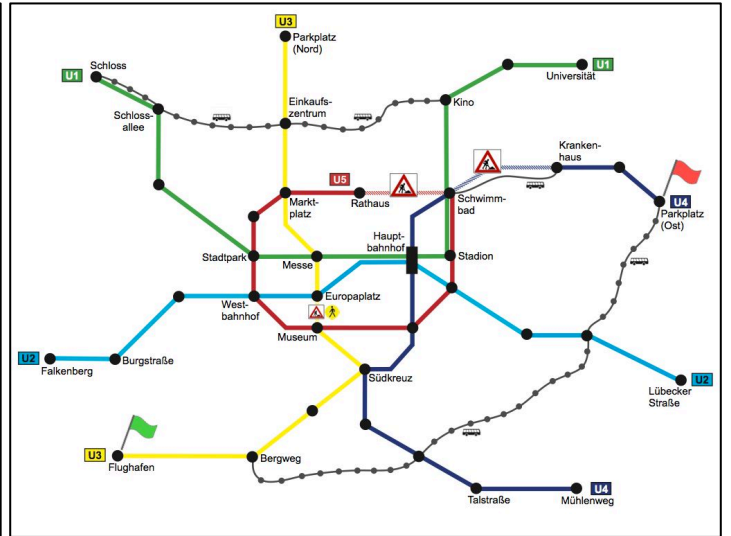 U3
Parkplatz
(Nord)
Schloss
U1
U1
Universität
Schloss-
allee
Einkaufs-
zentrum
Kino
Kranken-
haus
U5
Markt-
platz
Rathaus
Schwimm-
bad
U4
Parkplatz
(Ost)
Haupt-
bahnhof
Stadtpark
Messe
Stadion
West-
bahnhof
Europaplatz
Museum
U2
Falkenberg
Burgstraße
Südkreuz
U2
Lübecker
Straße
U3
Flughafen
Bergweg
Talstraße
U4
Mühlenweg